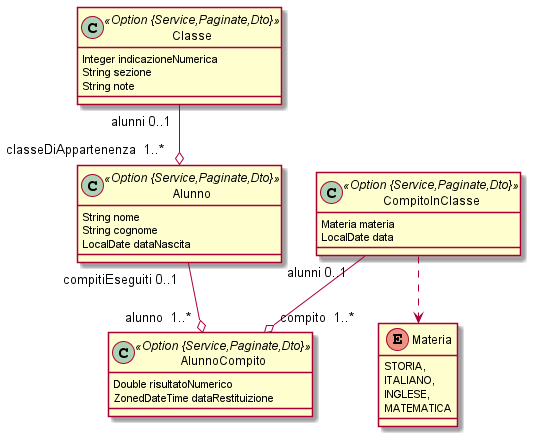 C «Option {Service,Paginate,Dto}»
Classe
Integer indicazioneNumerica
String sezione
String note
alunni 0..1
classeDiAppartenenza 1..*
C «Option {Service,Paginate,Dto}»
Alunno
String nome
String cognome
LocalDate dataNascita
C «Option {Service,Paginate,Dto}»
CompitoInClasse
Materia materia
LocalDate data
compitiEseguiti 0..1
alunni 0..1
alunno 1..*
compito 1..*
C «Option {Service,Paginate,Dto}»
AlunnoCompito
Double risultatoNumerico
ZonedDateTime dataRestituizione
E Materia
STORIA,
ITALIANO,
INGLESE,
MATEMATICA